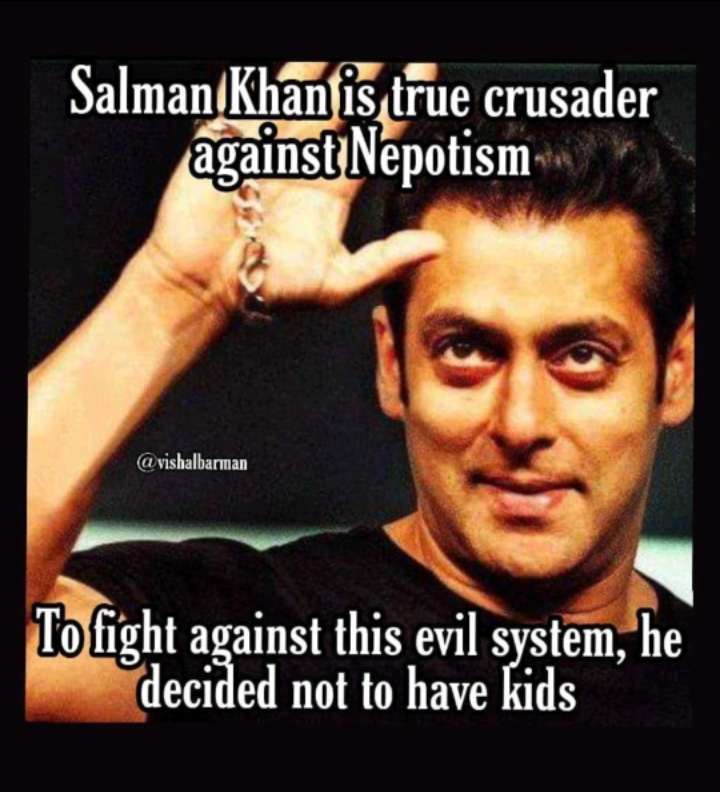 Salman Khan is true crusader
against Nepotism
@vishalbarman
To fight against this evil system, he
decided not to have kids